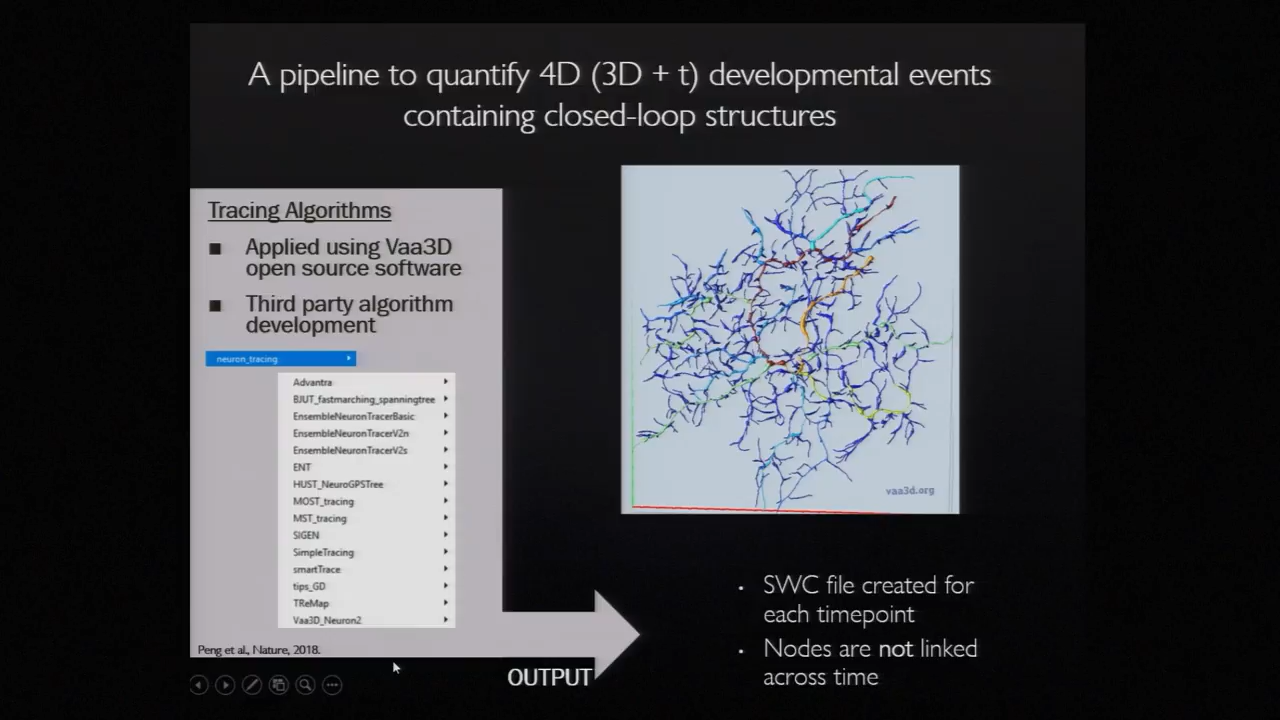 A pipeline to quantify 4D (3D + t) developmental events
containing closed-loop structures
Tracing Algorithms
■ Applied using Vaa3D
open source software
■ Third party algorithm
development
neuron_tracing
Advantra
BJUT_fastmarching_spanningtree
EnsembleNeuronTracerBasic
EnsembleNeuronTracerV2n
EnsembleNeuronTracerV2s
ENT
HUST_NeuroGPSTree
MOST_tracing
MST_tracing
SIGEN
SimpleTracing
smartTrace
tips_GD
TReMap
Vaa3D_Neuron2
Peng et al., Nature, 2018.
OUTPUT
vaa3d.org
• SWC file created for
each timepoint
• Nodes are not linked
across time